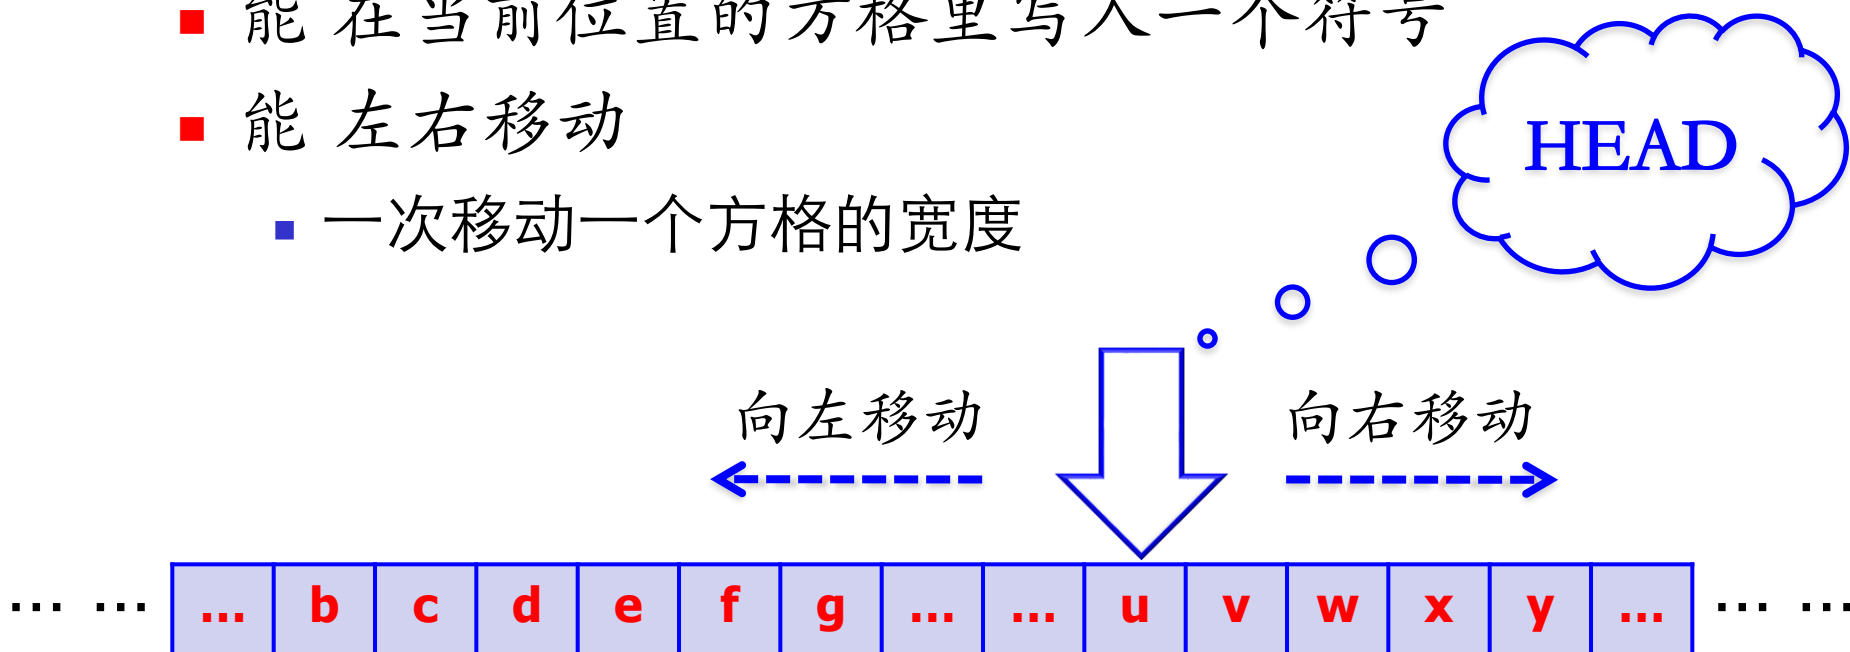 能 在当前位置的方格里写入一个符号
能 左右移动
一次移动一个方格的宽度
HEAD
向左移动 向右移动
… … … b c d e f g … … u v w x y … … …